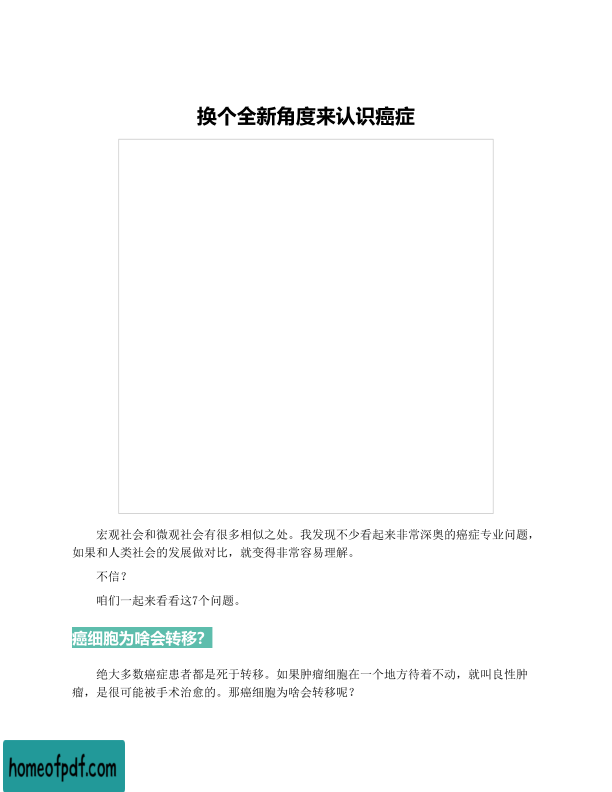 换个全新角度来认识癌症
宏观社会和微观社会有很多相似之处。我发现不少看起来非常深奥的癌症专业问题，
如果和人类社会的发展做对比，就变得非常容易理解。
不信？
咱们一起来看看这7个问题。
癌细胞为啥会转移？
绝大多数癌症患者都是死于转移。如果肿瘤细胞在一个地方待着不动，就叫良性肿
瘤，是很可能被手术治愈的。那癌细胞为啥会转移呢？
homeofpdf.com